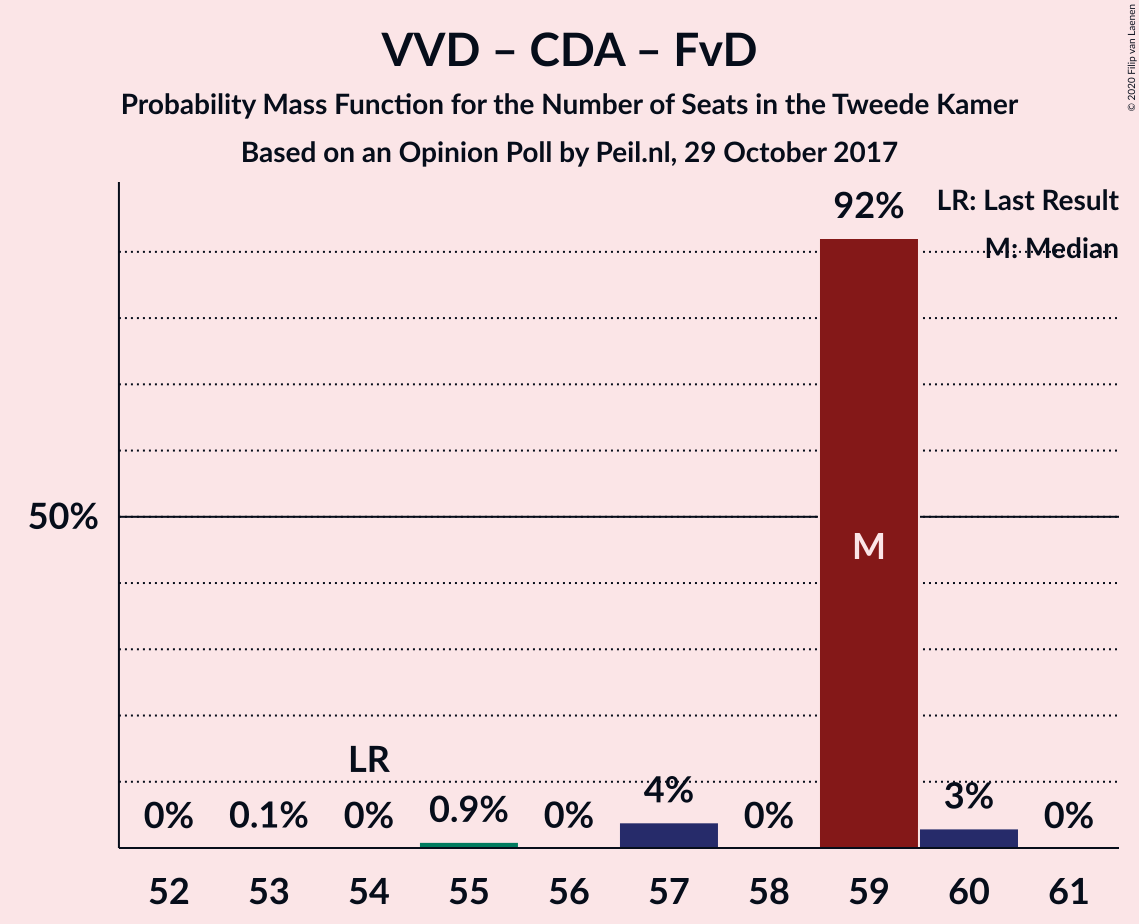 VVD – CDA – FvD
Probability Mass Function for the Number of Seats in the Tweede Kamer
Based on an Opinion Poll by Peil.nl, 29 October 2017
© 2020 Filip van Laenen
LR: Last Result
M: Median
92%
50%
M
LR
0% 0.1% 0% 0.9% 0% 4% 0% 3% 0%
52 53 54 55 56 57 58 59 60 61